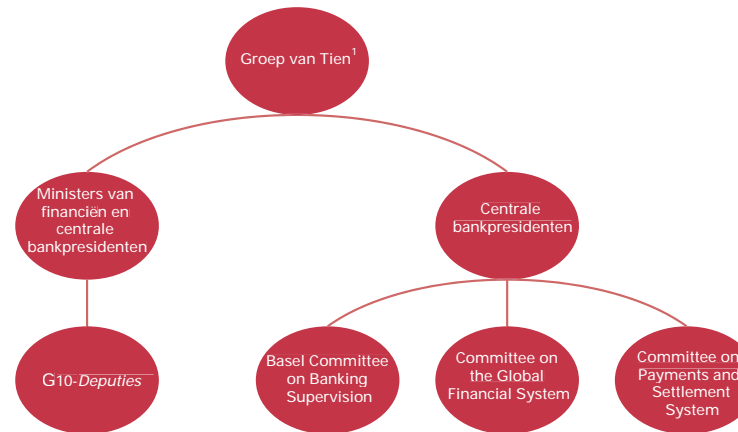 Groep van Tien¹
Ministers van
financiën en
centrale
bankpresidenten
Centrale
bankpresidenten
G10-Deputies
Basel Committee
on Banking
Supervision
Committee on
the Global
Financial System
Committee on
Payments and
Settlement
System